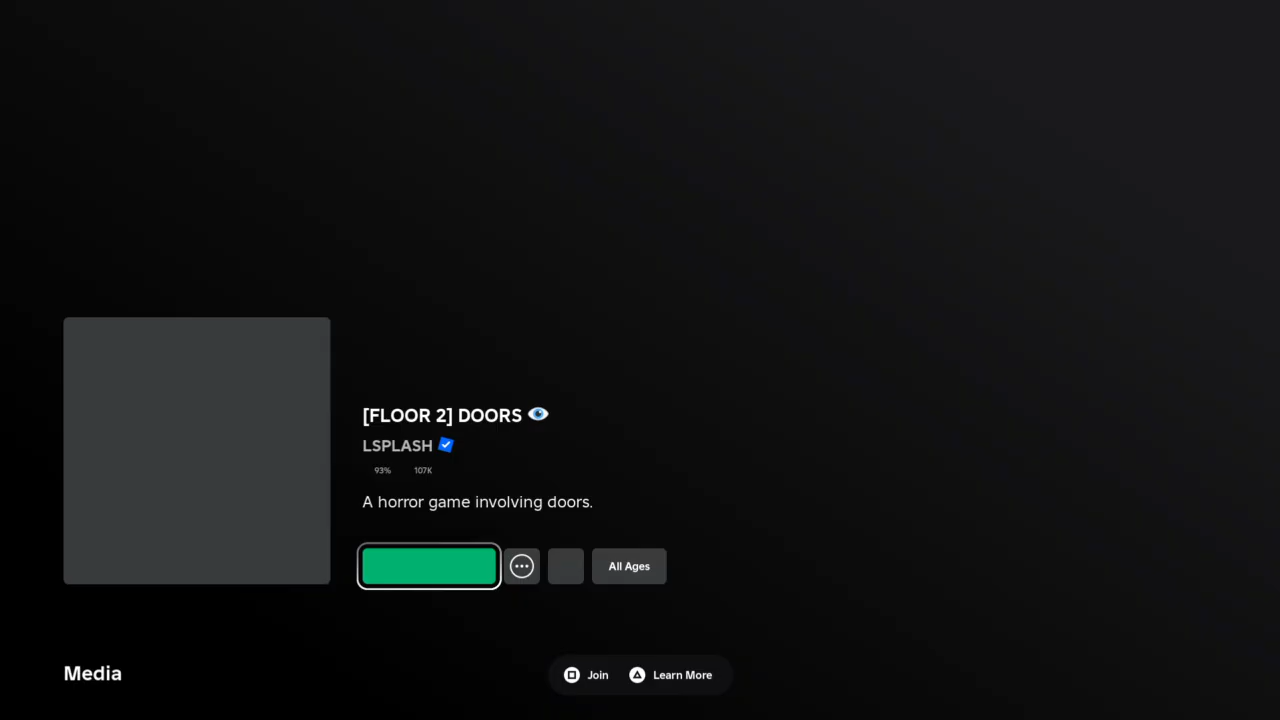 [FLOOR 2] DOORS 👁
LSPLASH
93% 107K
A horror game involving doors.
All Ages
Media
Join Learn More